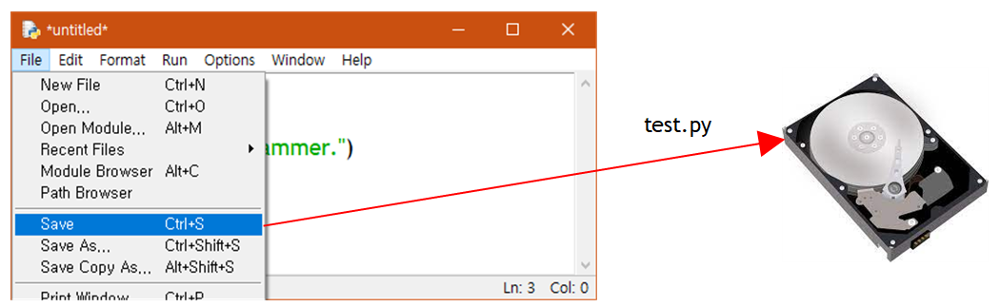 *untitled*
File Edit Format Run Options Window Help
New File Ctrl+N
Open... Ctrl+O
Open Module... Alt+M
Recent Files
ammer.")
Module Browser Alt+C
Path Browser
Save Ctrl+S
Save As... Ctrl+Shift+S
Save Copy As... Alt+Shift+S
Print Window Ctrl+P
Ln: 3 Col: 0
test.py